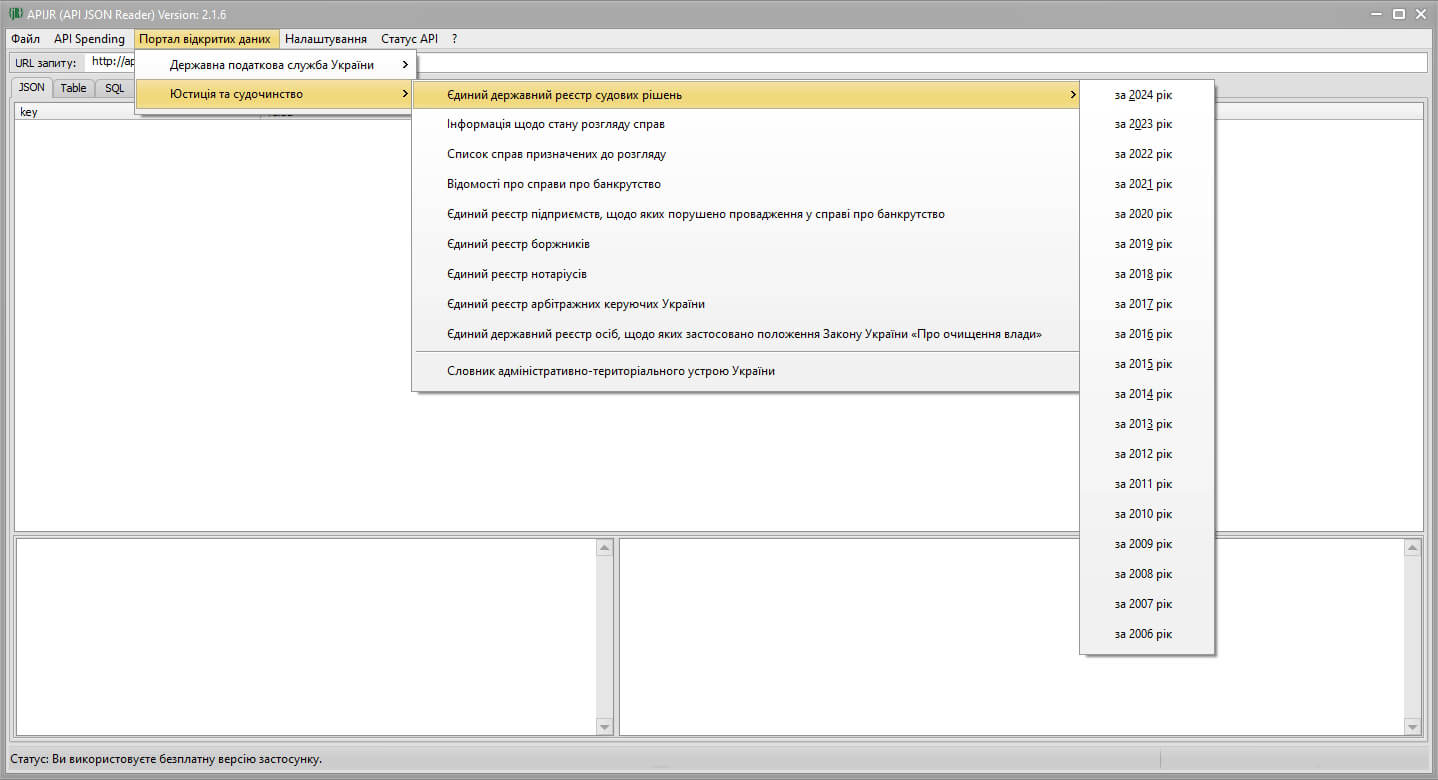 APIJR (API JSON Reader) Version: 2.1.6
Файл API Spending Портал відкритих даних Налаштування Статус API ?
URL запиту: http://ap
Державна податкова служба України
JSON Table SQL
Юстиція та судочинство
key
Єдиний державний реєстр судових рішень
Інформація щодо стану розгляду справ
Список справ призначених до розгляду
Відомості про справи про банкрутство
Єдиний реєстр підприємств, щодо яких порушено провадження у справі про банкрутство
Єдиний реєстр боржників
Єдиний реєстр нотаріусів
Єдиний реєстр арбітражних керуючих України
Єдиний державний реєстр осіб, щодо яких застосовано положення Закону України «Про очищення влади»
Словник адміністративно-територіального устрою України
за 2024 рік
за 2023 рік
за 2022 рік
за 2021 рік
за 2020 рік
за 2019 рік
за 2018 рік
за 2017 рік
за 2016 рік
за 2015 рік
за 2014 рік
за 2013 рік
за 2012 рік
за 2011 рік
за 2010 рік
за 2009 рік
за 2008 рік
за 2007 рік
за 2006 рік
Статус: Ви використовуєте безплатну версію застосунку.